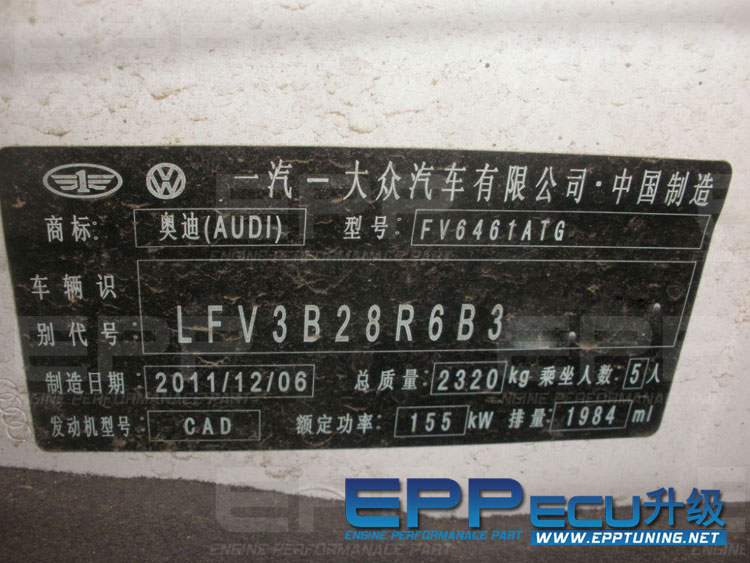 一汽一大众汽车有限公司·中国制造
商标: 奥迪(AUDI) 型号: FV6461ATG
车辆识
别代号: LFV3B28R6B3
制造日期: 2011/12/06 总质量: 2320 kg 乘坐人数: 5 人
发动机型号: CAD 额定功率: 155 kW 排量: 1984 ml
EPP ECU升级
ENGINE PERFORMANACE PART WWW.EPPTUNING.NET